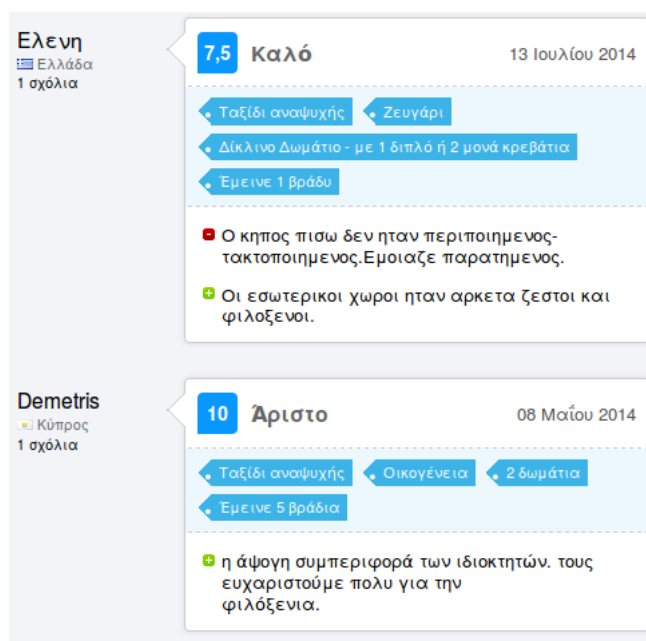 Ελενη
Ελλάδα
1 σχόλια
7,5 Καλό 13 Ιουλίου 2014
Ταξίδι αναψυχής Ζευγάρι
Δίκλινο Δωμάτιο - με 1 διπλό ή 2 μονά κρεβάτια
Έμεινε 1 βράδυ
Ο κηπος πισω δεν ηταν περιποιημενος-
τακτοποιημενος.Εμοιαζε παρατημενος.
Οι εσωτερικοι χωροι ηταν αρκετα ζεστοι και
φιλοξενοι.
Demetris
Κύπρος
1 σχόλια
10 Άριστο 08 Μαΐου 2014
Ταξίδι αναψυχής Οικογένεια 2 δωμάτια
Έμεινε 5 βράδια
η άψογη συμπεριφορά των ιδιοκτητών. τους
ευχαριστούμε πολυ για την
φιλόξενια.